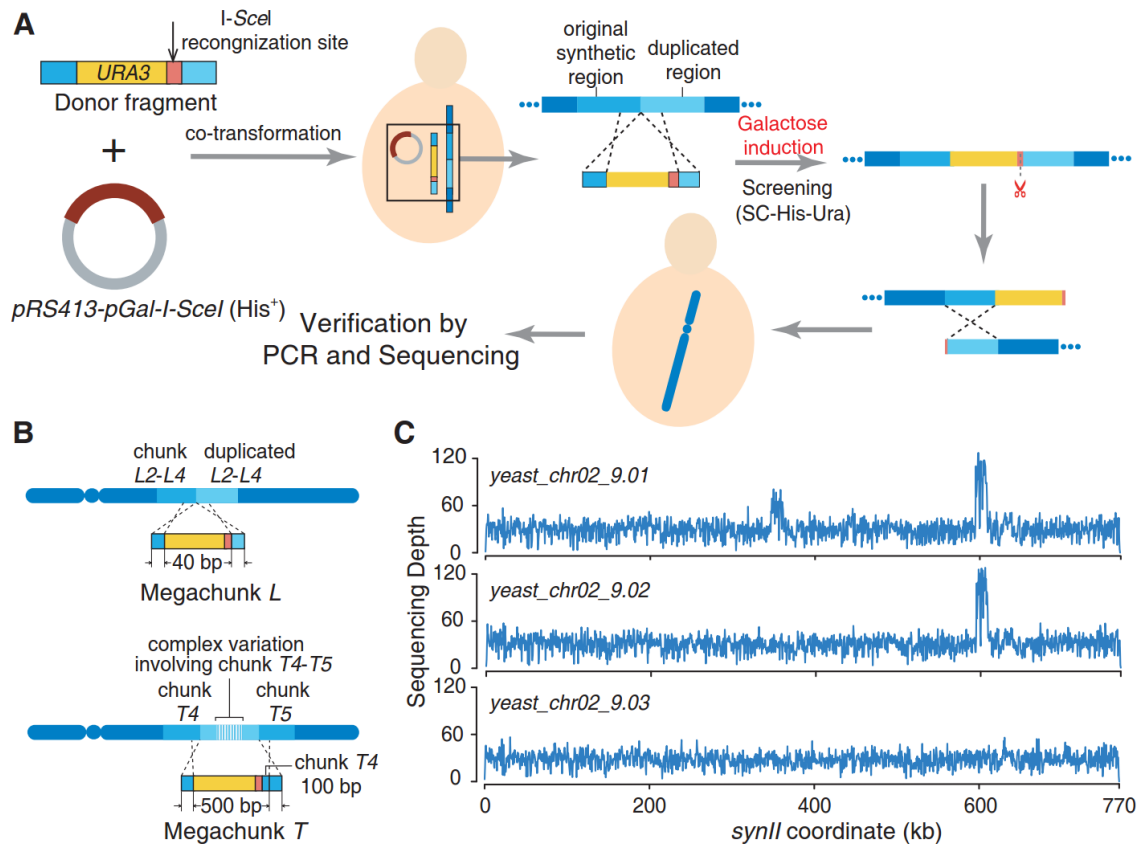 A
I-SceI
recongnization site
URA3
Donor fragment
+
co-transformation
pRS413-pGal-I-SceI (His+)
original
synthetic
region
duplicated
region
Galactose
induction
Screening
(SC-His-Ura)
Verification by
PCR and Sequencing
B
chunk
L2-L4
duplicated
L2-L4
40 bp
Megachunk L
complex variation
involving chunk T4-T5
chunk
T4
chunk
T5
chunk T4
100 bp
500 bp
Megachunk T
C
Sequencing Depth
120
60
0
yeast_chr02_9.01
120
60
0
yeast_chr02_9.02
120
60
0
yeast_chr02_9.03
0
200
400
600
770
synII coordinate (kb)